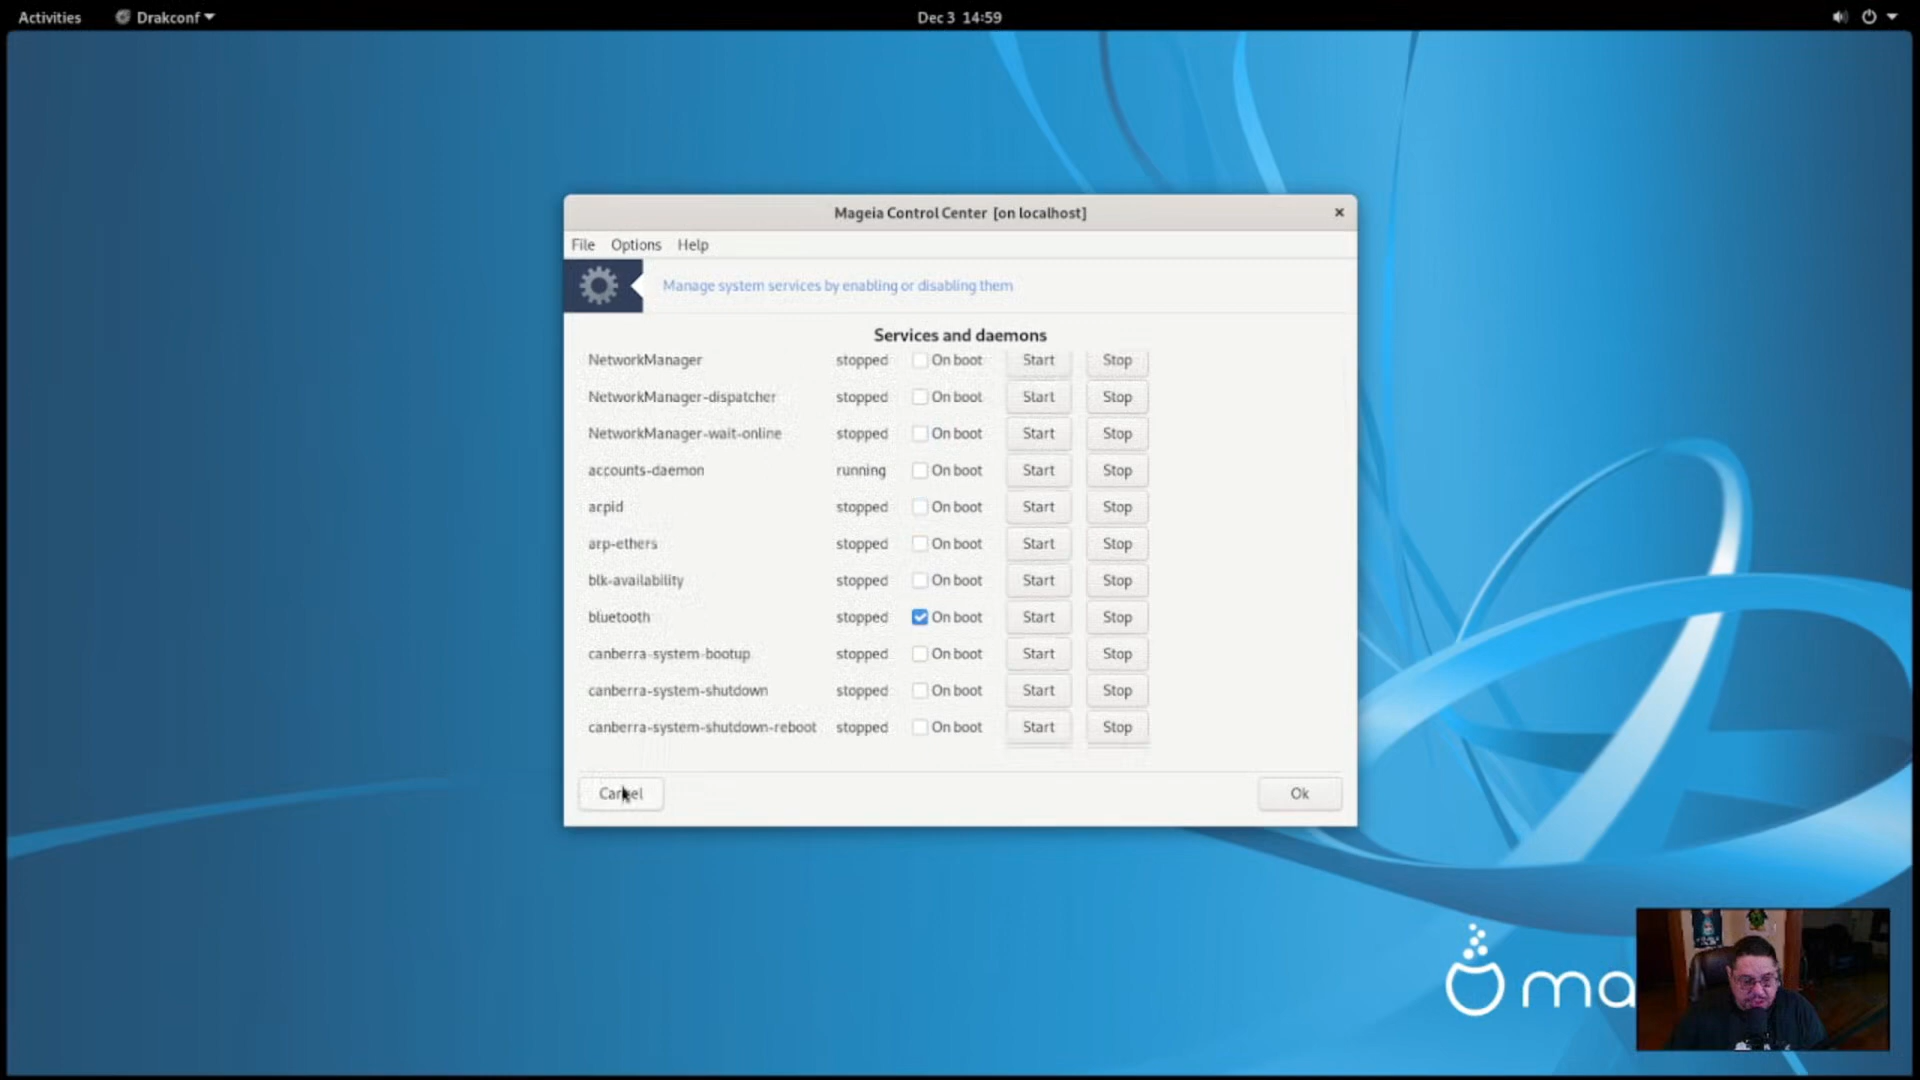 Activities Drakconf Dec 3 14:59
Mageia Control Center [on localhost]
File Options Help
Manage system services by enabling or disabling them
Services and daemons
NetworkManager stopped On boot Start Stop
NetworkManager-dispatcher stopped On boot Start Stop
NetworkManager-wait-online stopped On boot Start Stop
accounts-daemon running On boot Start Stop
acpid stopped On boot Start Stop
arp-ethers stopped On boot Start Stop
blk-availability stopped On boot Start Stop
bluetooth stopped On boot Start Stop
canberra-system-bootup stopped On boot Start Stop
canberra-system-shutdown stopped On boot Start Stop
canberra-system-shutdown-reboot stopped On boot Start Stop
Cancel Ok
ma